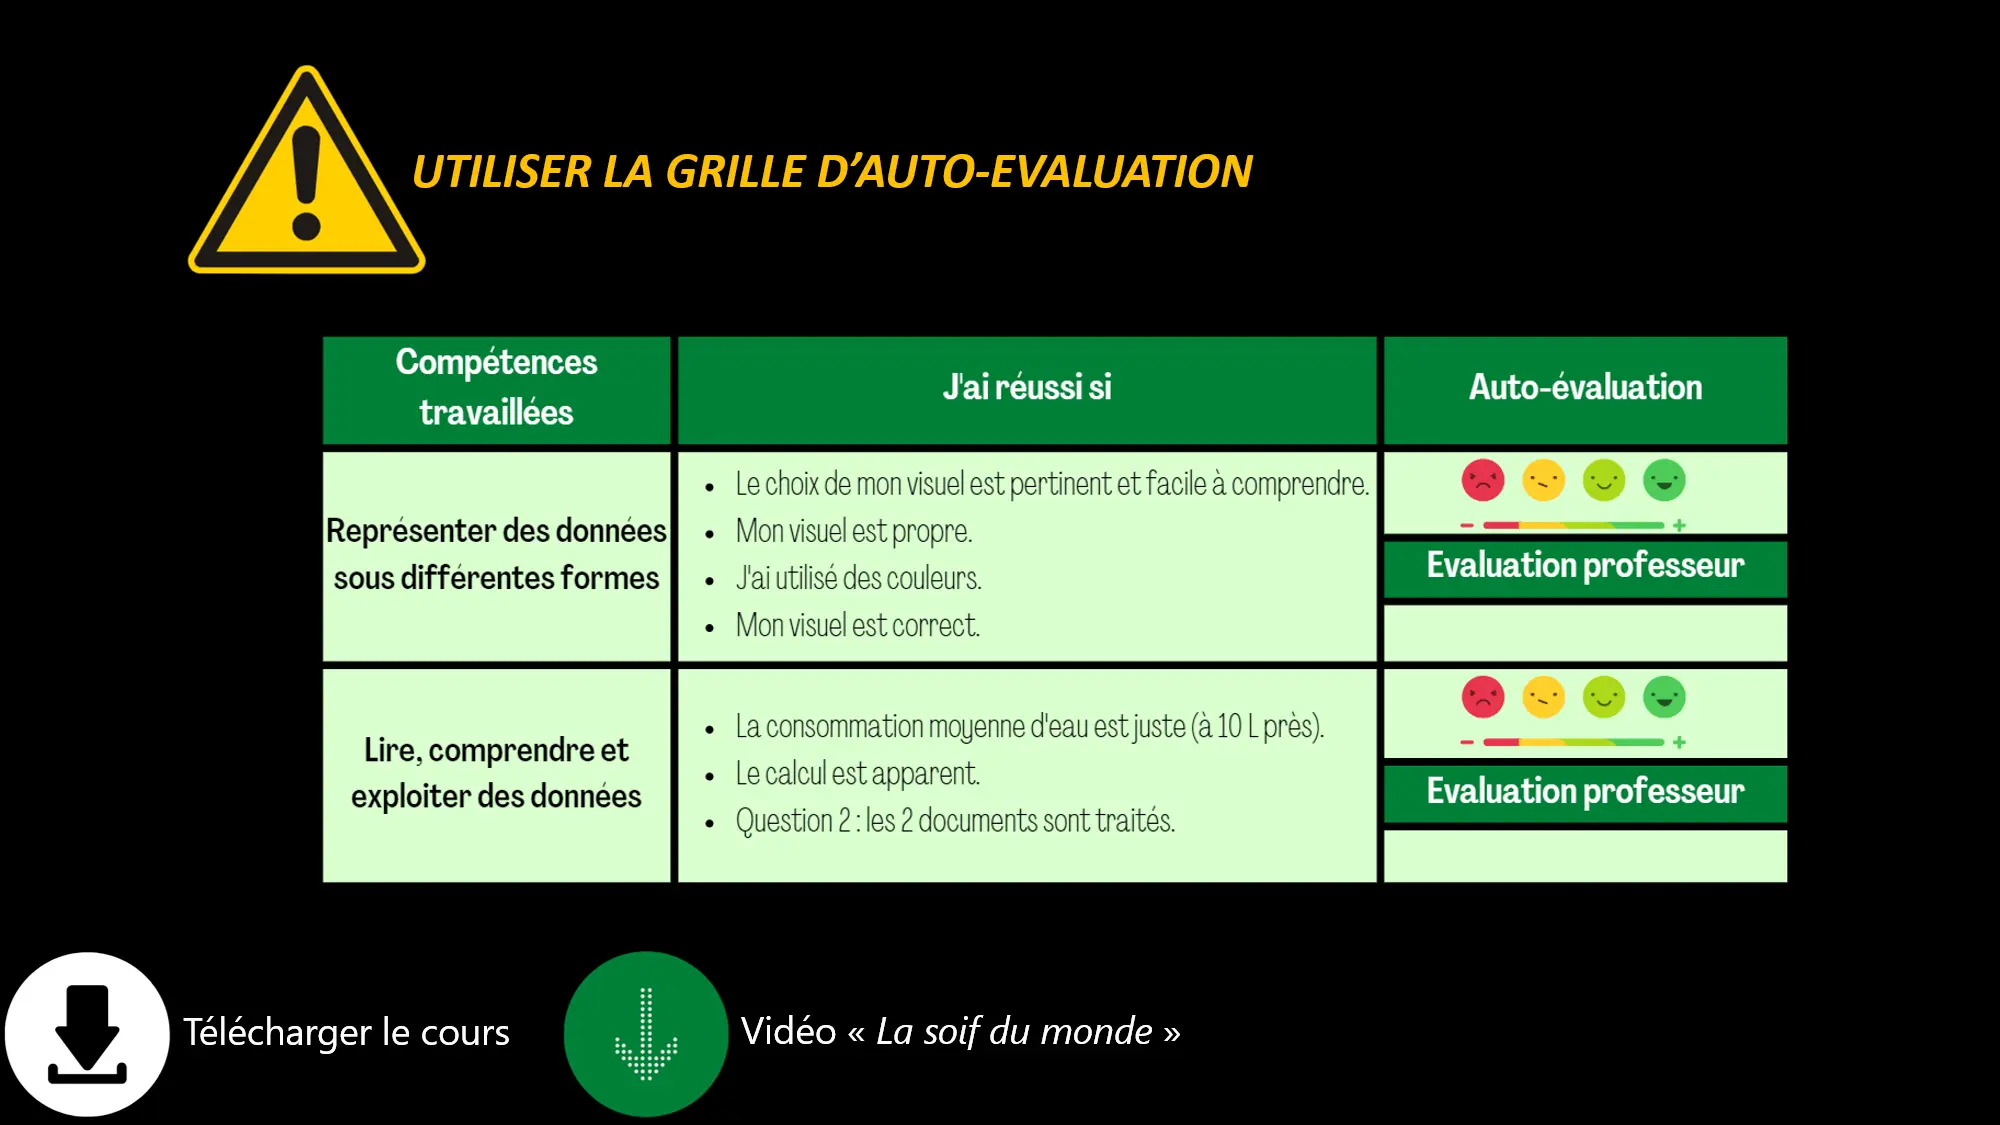 UTILISER LA GRILLE D’AUTO-EVALUATION
Compétences
travaillées
J'ai réussi si
Auto-évaluation
Représenter des données
sous différentes formes
• Le choix de mon visuel est pertinent et facile à comprendre.
• Mon visuel est propre.
• J'ai utilisé des couleurs.
• Mon visuel est correct.
- +
Evaluation professeur
Lire, comprendre et
exploiter des données
• La consommation moyenne d'eau est juste (à 10 L près).
• Le calcul est apparent.
• Question 2 : les 2 documents sont traités.
- +
Evaluation professeur
Télécharger le cours
Vidéo « La soif du monde »